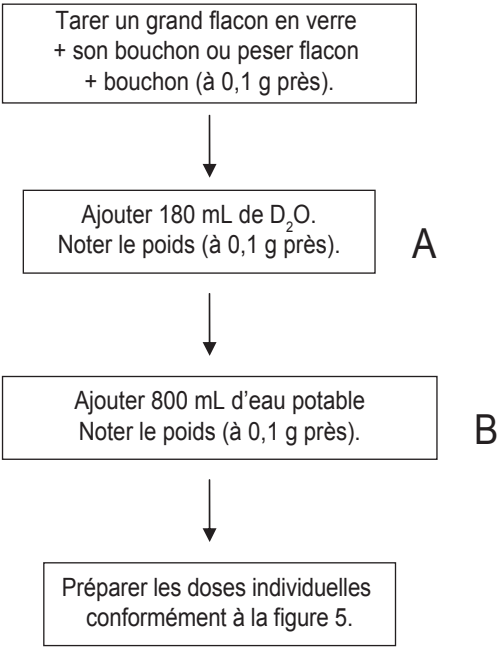 Tarer un grand flacon en verre
+ son bouchon ou peser flacon
+ bouchon (à 0,1 g près).
Ajouter 180 mL de D₂O.
Noter le poids (à 0,1 g près).
A
Ajouter 800 mL d'eau potable
Noter le poids (à 0,1 g près).
B
Préparer les doses individuelles
conformément à la figure 5.